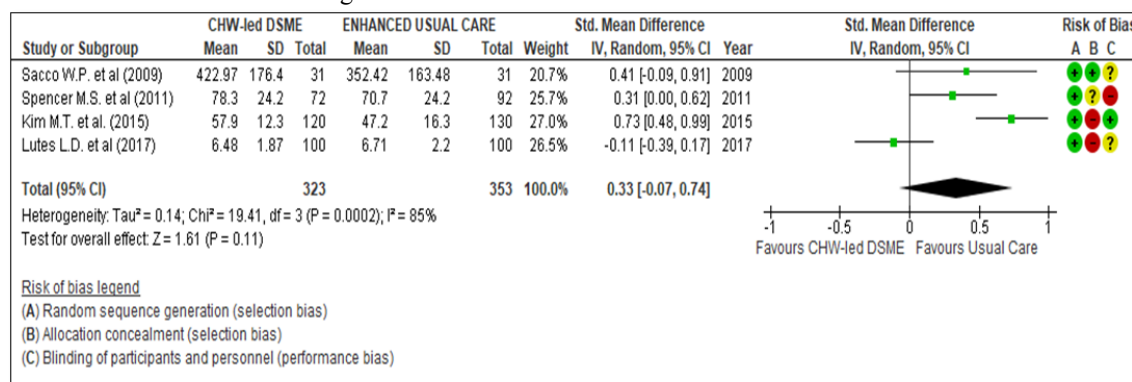 CHW-led DSME ENHANCED USUAL CARE Std. Mean Difference Std. Mean Difference Risk of Bias
Study or Subgroup Mean SD Total Mean SD Total Weight IV, Random, 95% CI Year IV, Random, 95% CI A B C
Sacco W.P. et al (2009) 422.97 176.4 31 352.42 163.48 31 20.7% 0.41 [-0.09, 0.91] 2009 + + ?
Spencer M.S. et al (2011) 78.3 24.2 72 70.7 24.2 92 25.7% 0.31 [0.00, 0.62] 2011 + ? -
Kim M.T. et al. (2015) 57.9 12.3 120 47.2 16.3 130 27.0% 0.73 [0.48, 0.99] 2015 + - +
Lutes L.D. et al (2017) 6.48 1.87 100 6.71 2.2 100 26.5% -0.11 [-0.39, 0.17] 2017 + - ?
Total (95% CI) 323 353 100.0% 0.33 [-0.07, 0.74]
Heterogeneity: Tau² = 0.14; Chi² = 19.41, df = 3 (P = 0.0002); I² = 85%
Test for overall effect: Z = 1.61 (P = 0.11)
-1 -0.5 0 0.5 1
Favours CHW-led DSME Favours Usual Care
Risk of bias legend
(A) Random sequence generation (selection bias)
(B) Allocation concealment (selection bias)
(C) Blinding of participants and personnel (performance bias)